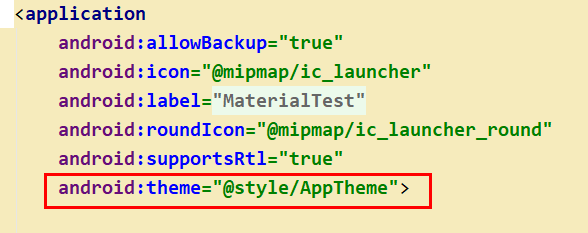 <application
android:allowBackup="true"
android:icon="@mipmap/ic_launcher"
android:label="MaterialTest"
android:roundIcon="@mipmap/ic_launcher_round"
android:supportsRtl="true"
android:theme="@style/AppTheme">